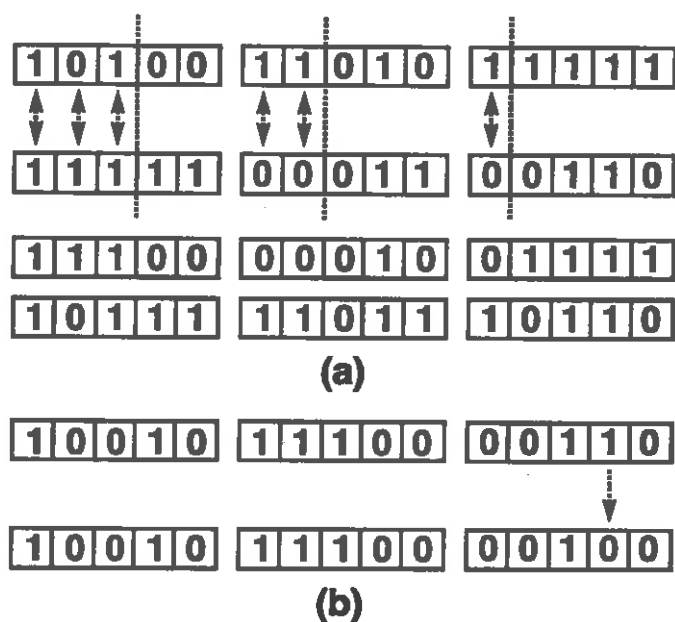 1 0 1 0 0 1 1 0 1 0 1 1 1 1 1
1 1 1 1 1 0 0 0 1 1 0 0 1 1 0
1 1 1 0 0 0 0 0 1 0 0 1 1 1 1
1 0 1 1 1 1 1 0 1 1 1 0 1 1 0
(a)
1 0 0 1 0 1 1 1 0 0 0 0 1 1 0
1 0 0 1 0 1 1 1 0 0 0 0 1 0 0
(b)